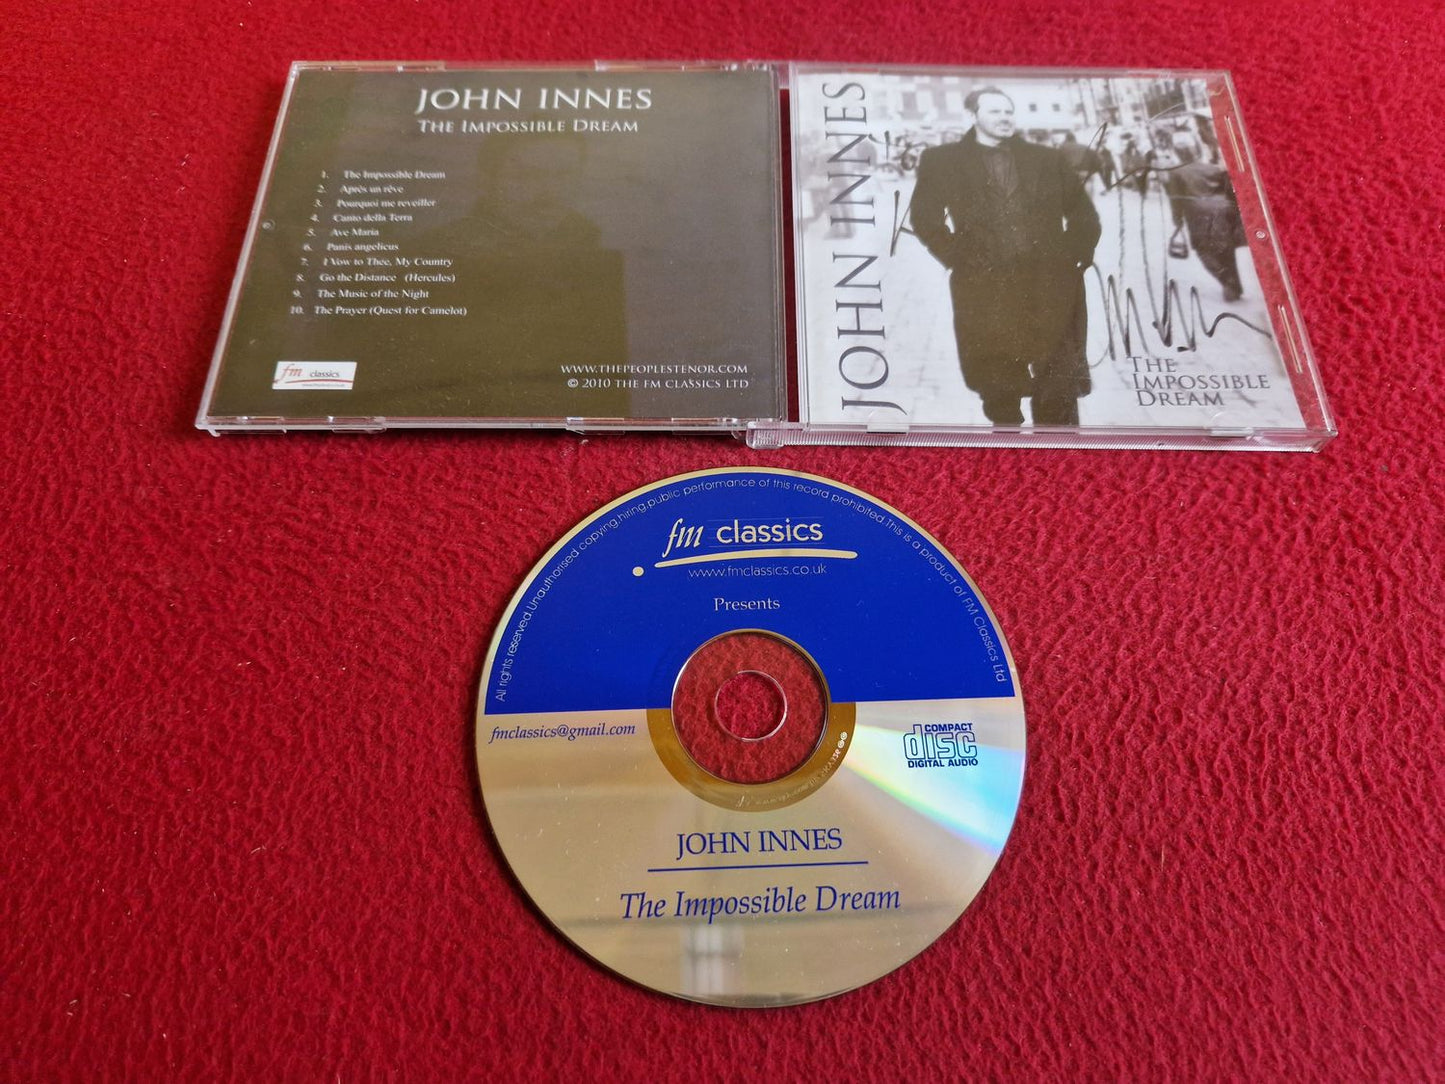 JOHN INNES
THE IMPOSSIBLE DREAM
1. The Impossible Dream
2. Après un rêve
3. Pourquoi me reveiller
4. Canto della Terra
5. Ave Maria
6. Panis angelicus
7. I Vow to Thee, My Country
8. Go the Distance (Hercules)
9. The Music of the Night
10. The Prayer (Quest for Camelot)
fm classics
WWW.THEPEOPLESTENOR.COM
© 2010 THE FM CLASSICS LTD
JOHN INNES
THE
IMPOSSIBLE
DREAM
All rights reserved.Unauthorised copying,hiring,public performance of this record prohibited.This is a product of FM Classics Ltd
fm classics
www.fmclassics.co.uk
Presents
fmclassics@gmail.com
COMPACT
disc
DIGITAL AUDIO
JOHN INNES
The Impossible Dream